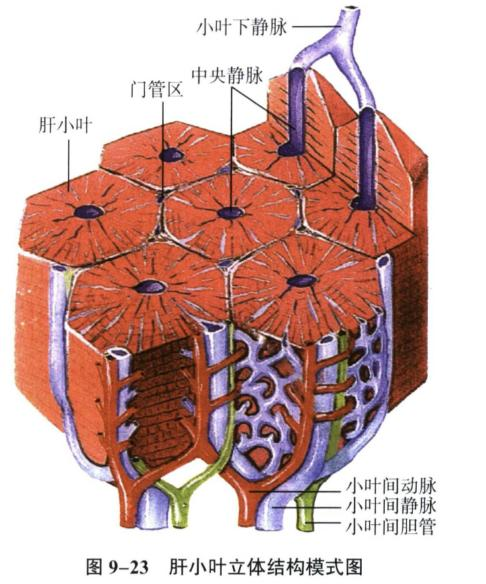 小叶下静脉
中央静脉
门管区
肝小叶
小叶间动脉
小叶间静脉
小叶间胆管
图 9-23 肝小叶立体结构模式图